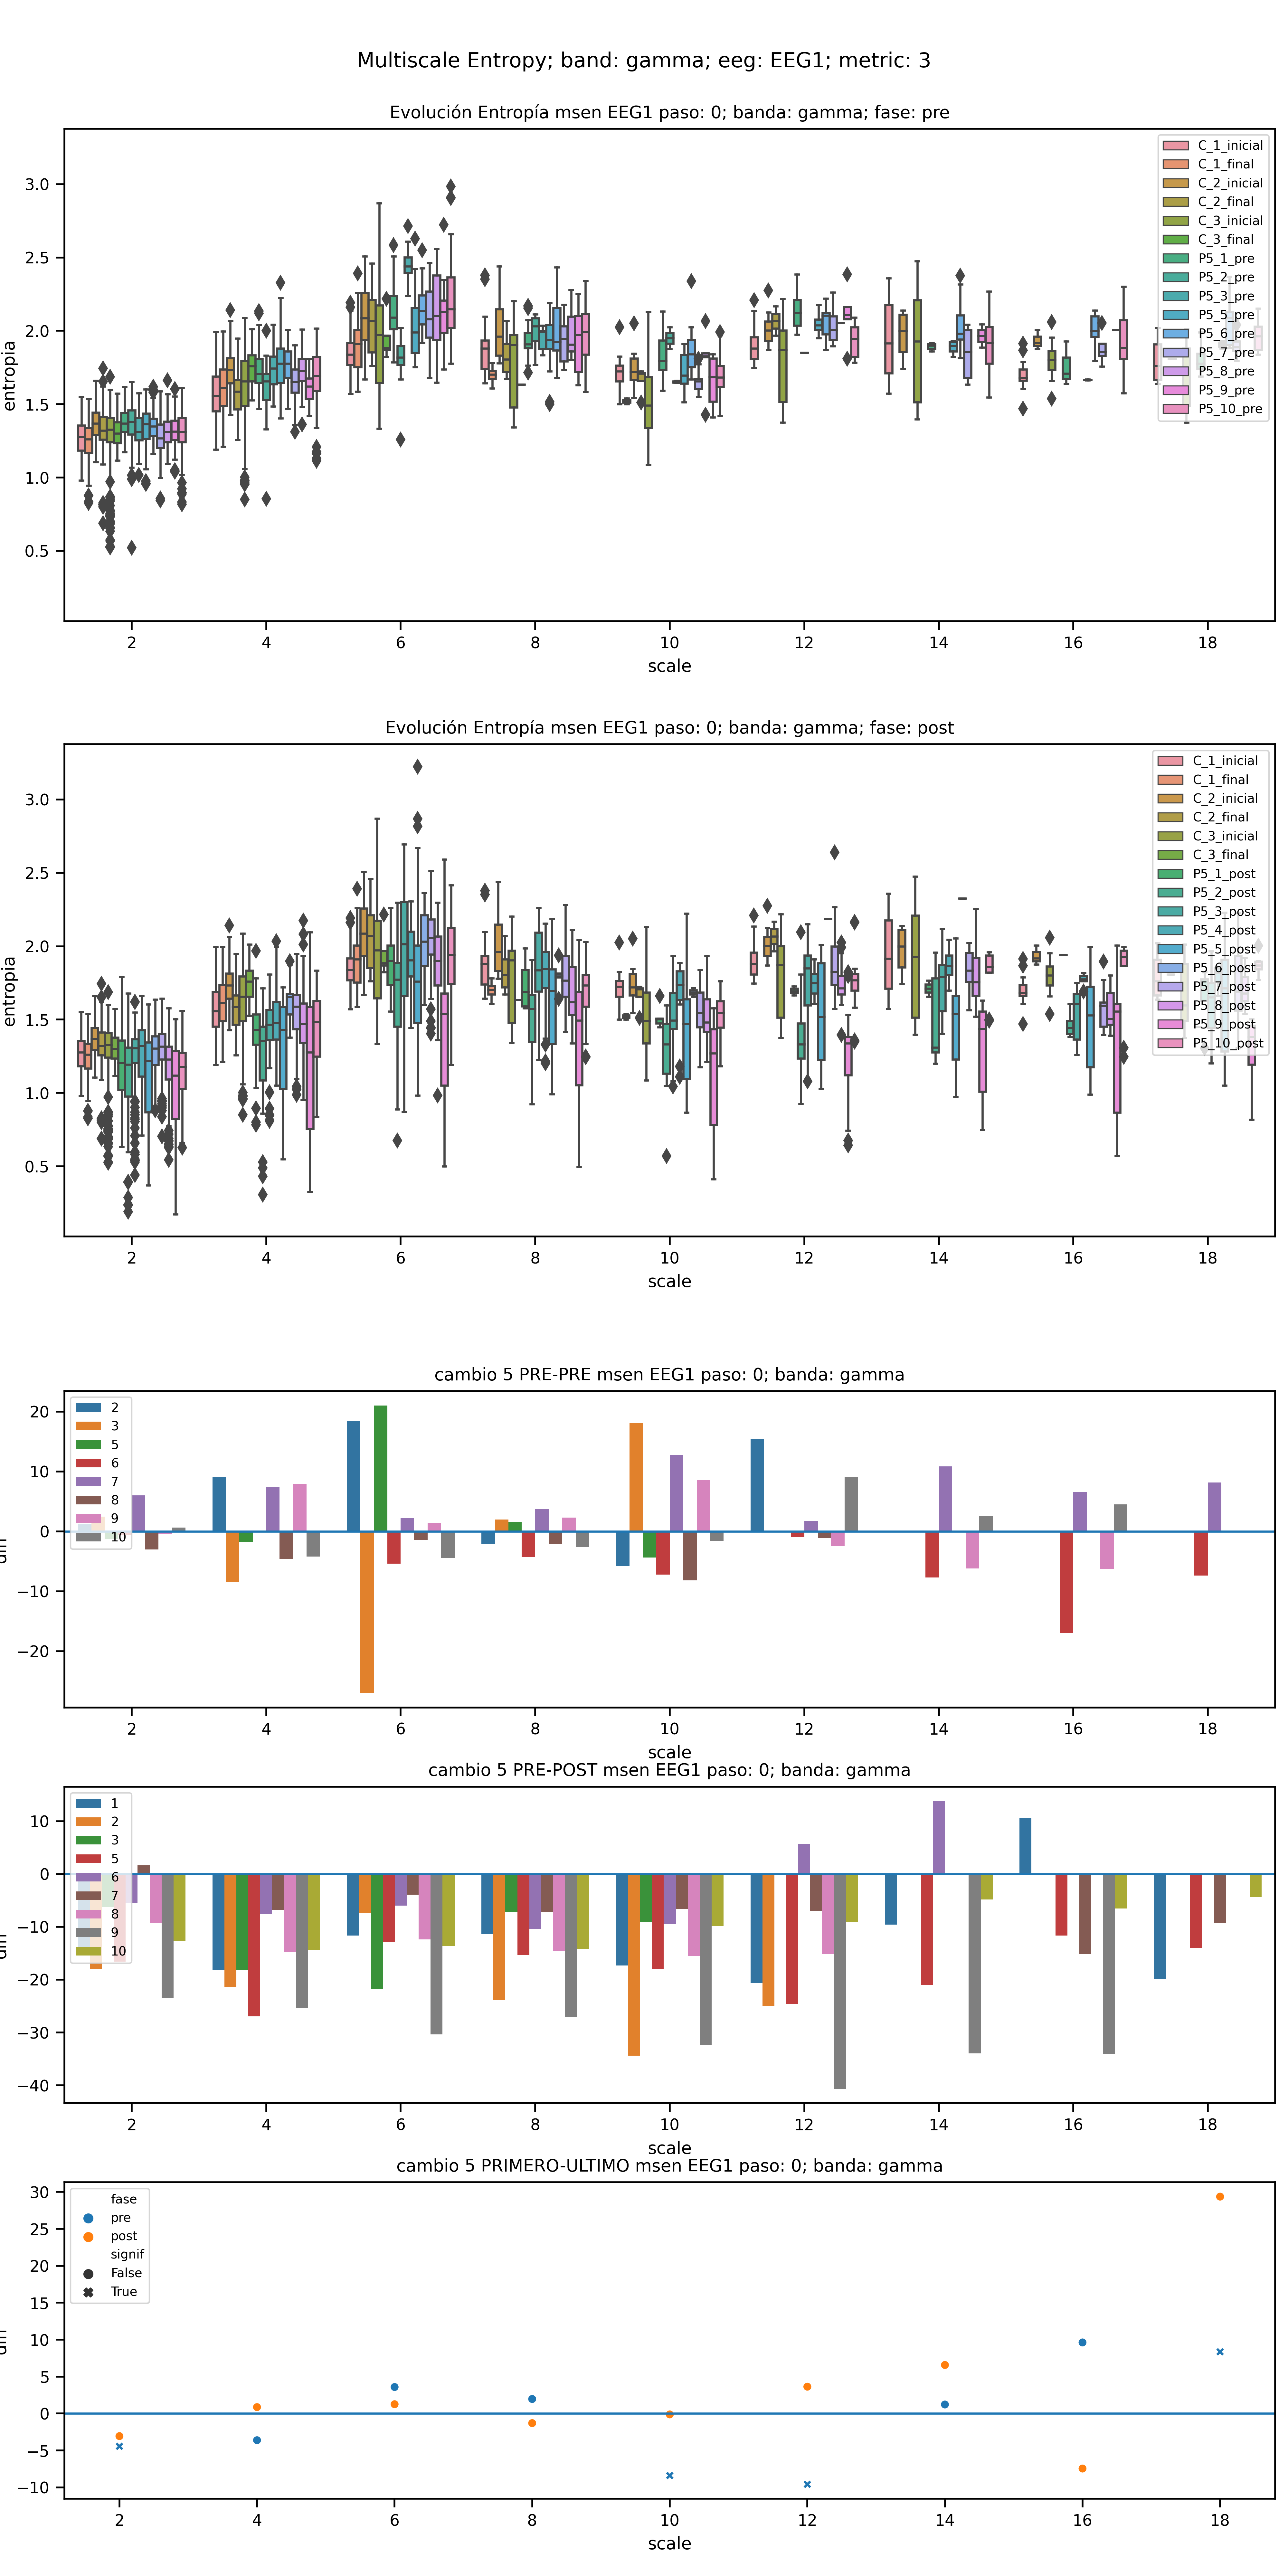 Multiscale Entropy; band: gamma; eeg: EEG1; metric: 3
Evolución Entropía msen EEG1 paso: 0; banda: gamma; fase: pre
entropia
3.0
2.5
2.0
1.5
1.0
0.5
C_1_inicial
C_1_final
C_2_inicial
C_2_final
C_3_inicial
C_3_final
P5_1_pre
P5_2_pre
P5_3_pre
P5_5_pre
P5_6_pre
P5_7_pre
P5_8_pre
P5_9_pre
P5_10_pre
2 4 6 8 10 12 14 16 18
scale
Evolución Entropía msen EEG1 paso: 0; banda: gamma; fase: post
entropia
3.0
2.5
2.0
1.5
1.0
0.5
C_1_inicial
C_1_final
C_2_inicial
C_2_final
C_3_inicial
C_3_final
P5_1_post
P5_2_post
P5_3_post
P5_4_post
P5_5_post
P5_6_post
P5_7_post
P5_8_post
P5_9_post
P5_10_post
2 4 6 8 10 12 14 16 18
scale
cambio 5 PRE-PRE msen EEG1 paso: 0; banda: gamma
20
10
0
−10
−20
2
3
5
6
7
8
9
10
2 4 6 8 10 12 14 16 18
scale
cambio 5 PRE-POST msen EEG1 paso: 0; banda: gamma
10
0
−10
−20
−30
−40
1
2
3
5
6
7
8
9
10
2 4 6 8 10 12 14 16 18
scale
cambio 5 PRIMERO-ULTIMO msen EEG1 paso: 0; banda: gamma
30
25
20
15
10
5
0
−5
−10
fase
pre
post
signif
False
True
2 4 6 8 10 12 14 16 18
scale